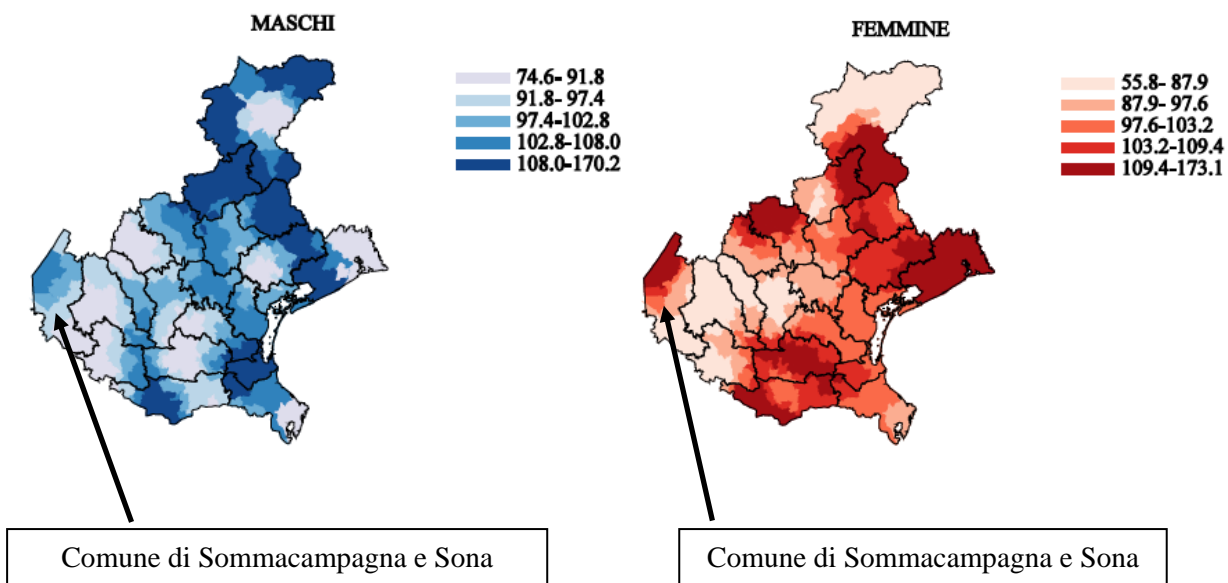 MASCHI
74.6- 91.8
91.8- 97.4
97.4-102.8
102.8-108.0
108.0-170.2
FEMMINE
55.8- 87.9
87.9- 97.6
97.6-103.2
103.2-109.4
109.4-173.1
Comune di Sommacampagna e Sona
Comune di Sommacampagna e Sona